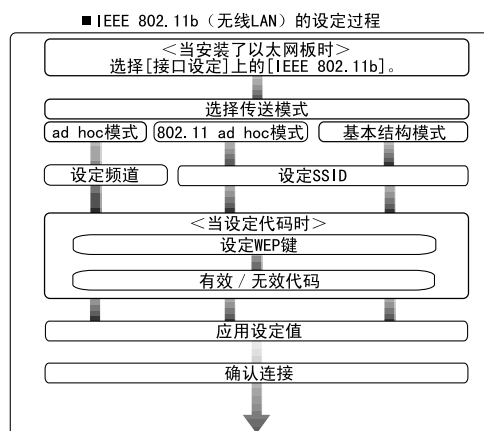 ■IEEE 802.11b（无线LAN）的设定过程
＜当安装了以太网板时＞
选择[接口设定]上的[IEEE 802.11b]。
选择传送模式
ad hoc模式 802.11 ad hoc模式 基本结构模式
设定频道 设定SSID
＜当设定代码时＞
设定WEP键
有效 / 无效代码
应用设定值
确认连接